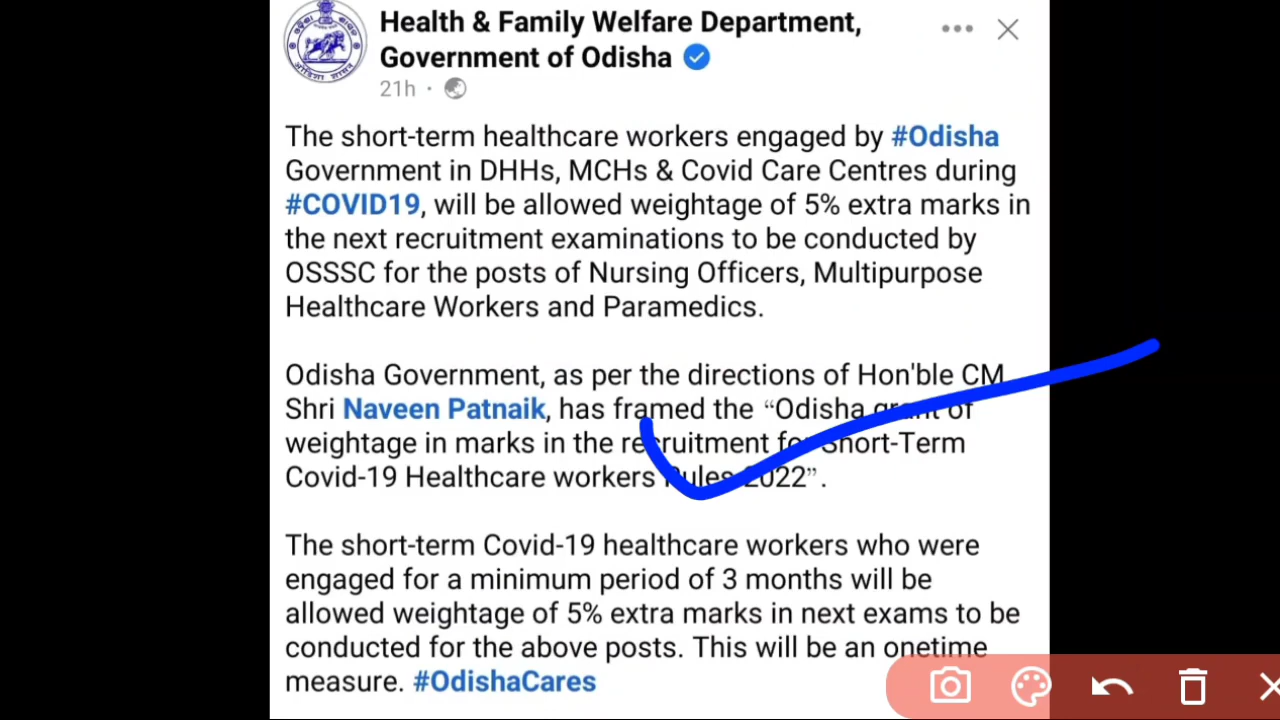 Health & Family Welfare Department,
Government of Odisha
21h ·
The short-term healthcare workers engaged by #Odisha
Government in DHHs, MCHs & Covid Care Centres during
#COVID19, will be allowed weightage of 5% extra marks in
the next recruitment examinations to be conducted by
OSSSC for the posts of Nursing Officers, Multipurpose
Healthcare Workers and Paramedics.
Odisha Government, as per the directions of Hon'ble CM
Shri Naveen Patnaik, has framed the “Odisha grant of
weightage in marks in the recruitment for Short-Term
Covid-19 Healthcare workers Rules 2022”.
The short-term Covid-19 healthcare workers who were
engaged for a minimum period of 3 months will be
allowed weightage of 5% extra marks in next exams to be
conducted for the above posts. This will be an onetime
measure. #OdishaCares